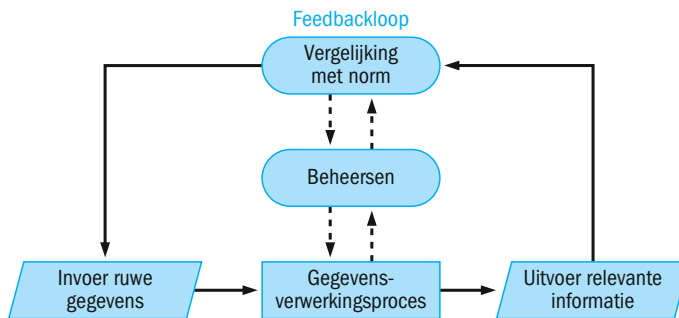 Feedbackloop
Vergelijking
met norm
Beheersen
Invoer ruwe
gegevens
Gegevens-
verwerkingsproces
Uitvoer relevante
informatie